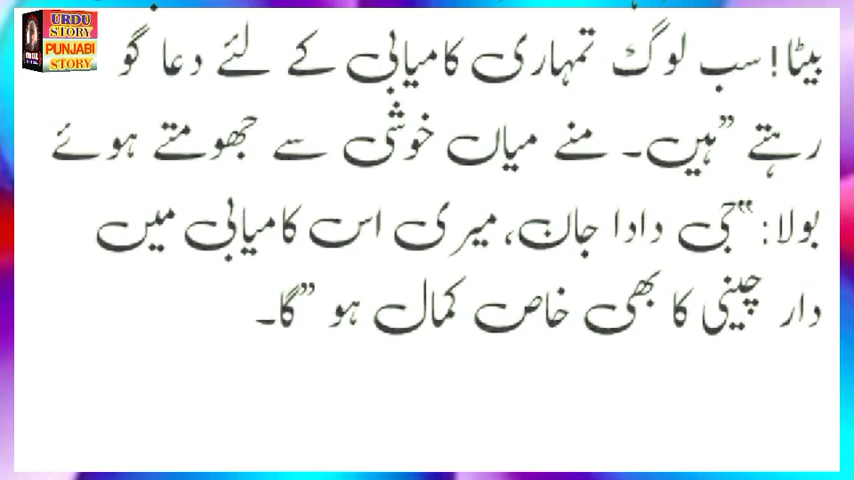 URDU
STORY
PUNJABI
STORY
بیٹا! سب لوگ تمہاری کامیابی کے لئے دعا گو
رہتے ”ہیں۔ منے میاں خوشی سے جھومتے ہوئے
بولا: “جی دادا جان، میری اس کامیابی میں
دار چینی کا بھی خاص کمال ہو ”گا۔